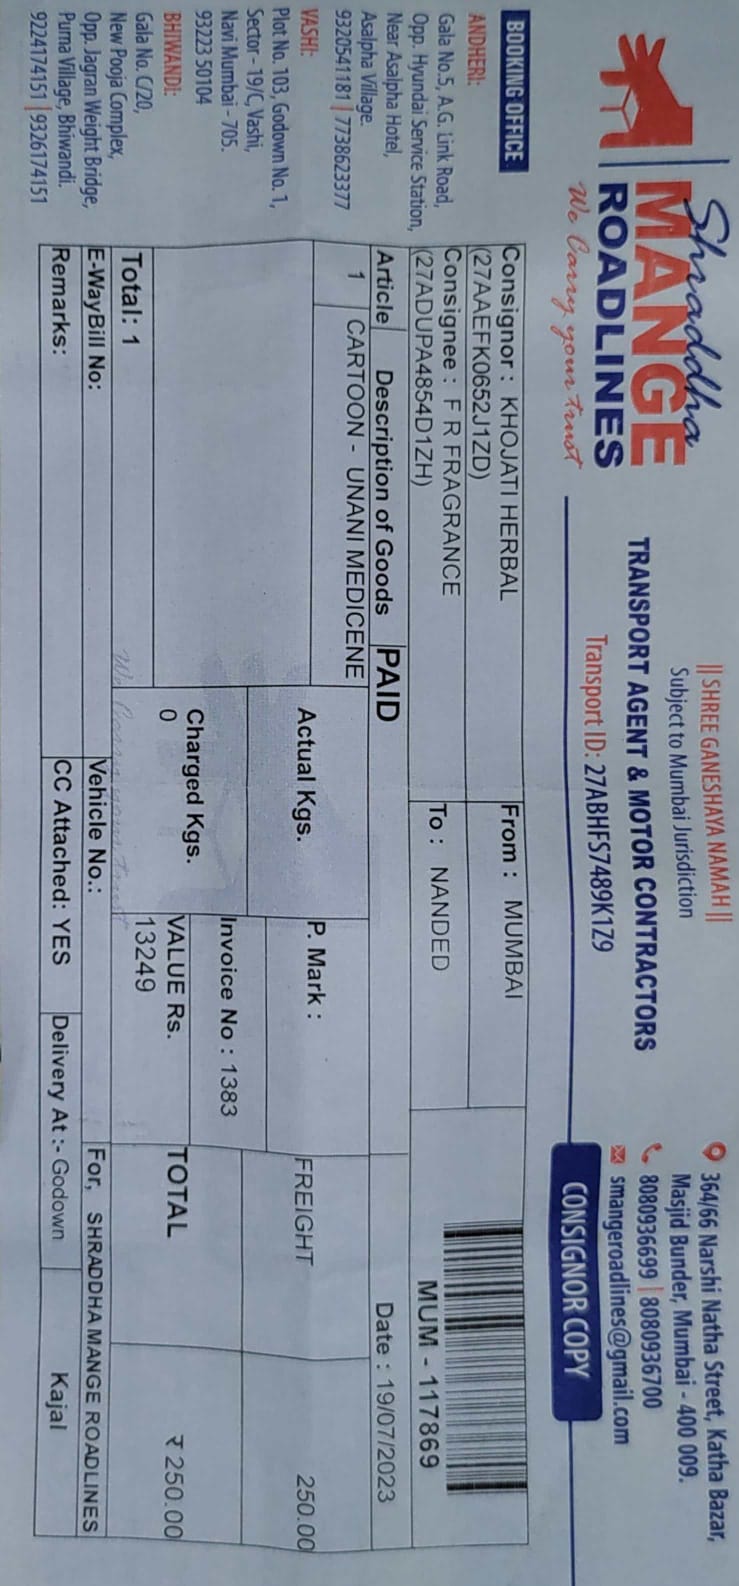 || SHREE GANESHAYA NAMAH ||
Subject to Mumbai Jurisdiction
Shraddha
MANGE
ROADLINES
We Carry your trust
TRANSPORT AGENT & MOTOR CONTRACTORS
Transport ID: 27ABHFS7489K1Z9
364/66 Narshi Natha Street, Katha Bazar,
Masjid Bunder, Mumbai - 400 009.
8080936699 | 8080936700
smangeroadlines@gmail.com
CONSIGNOR COPY
BOOKING OFFICE
ANDHERI:
Gala No.5, A.G. Link Road,
Opp. Hyundai Service Station,
Near Asalpha Hotel,
Asalpha Village.
9320541181 | 7738623377
VASHI:
Plot No. 103, Godown No. 1,
Sector - 19/C, Vashi,
Navi Mumbai - 705.
93223 50104
BHIWANDI:
Gala No. C/20,
New Pooja Complex,
Opp. Jagran Weight Bridge,
Purna Village, Bhiwandi.
9224174151 | 9326174151
Consignor : KHOJATI HERBAL
(27AAEFK0652J1ZD)
From : MUMBAI
Consignee : F R FRAGRANCE
(27ADUPA4854D1ZH)
To : NANDED
MUM - 117869
Article Description of Goods PAID
Date : 19/07/2023
1 CARTOON - UNANI MEDICENE
Actual Kgs.
P. Mark :
FREIGHT 250.00
Invoice No : 1383
Charged Kgs.
0
VALUE Rs.
13249
TOTAL ₹ 250.00
Total: 1
We Carry your trust
E-WayBill No:
Vehicle No.:
For, SHRADDHA MANGE ROADLINES
Remarks:
CC Attached: YES
Delivery At :- Godown
Kajal